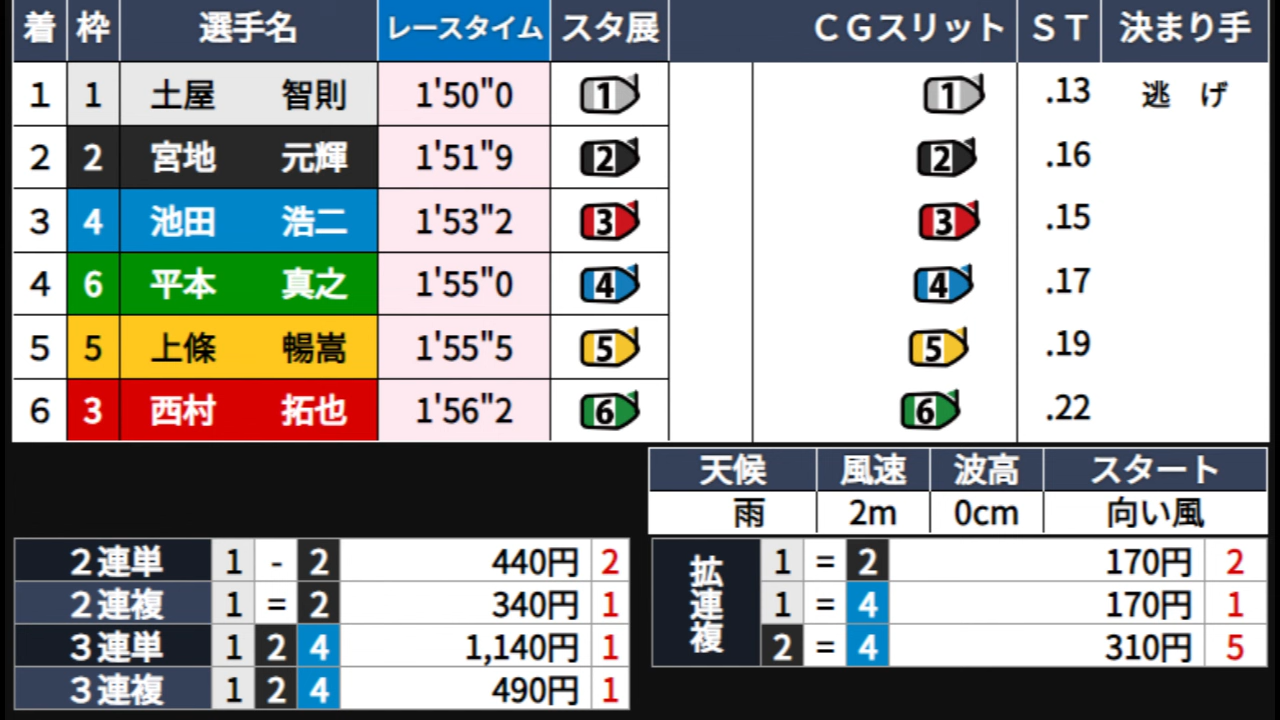 着 枠 選手名 レースタイム スタ展 ＣＧスリット ＳＴ 決まり手
1 1 土屋 智則 1'50"0 1 1 .13 逃 げ
2 2 宮地 元輝 1'51"9 2 2 .16
3 4 池田 浩二 1'53"2 3 3 .15
4 6 平本 真之 1'55"0 4 4 .17
5 5 上條 暢嵩 1'55"5 5 5 .19
6 3 西村 拓也 1'56"2 6 6 .22
天候 風速 波高 スタート
雨 2m 0cm 向い風
２連単 1 - 2 440円 2
２連複 1 = 2 340円 1
３連単 1 2 4 1,140円 1
３連複 1 2 4 490円 1
拡連複
1 = 2 170円 2
1 = 4 170円 1
2 = 4 310円 5